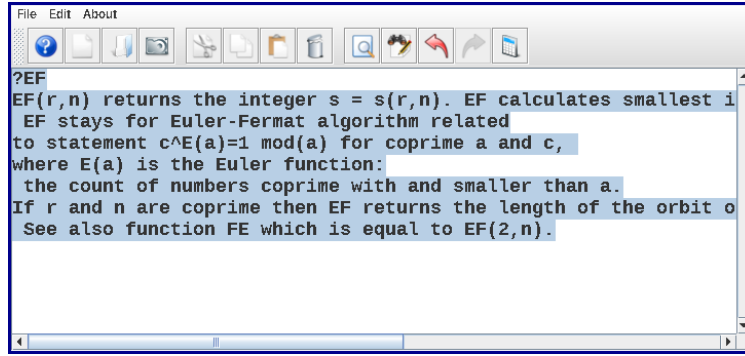 File Edit About
?EF
EF(r,n) returns the integer s = s(r,n). EF calculates smallest i
EF stays for Euler-Fermat algorithm related
to statement c^E(a)=1 mod(a) for coprime a and c,
where E(a) is the Euler function:
the count of numbers coprime with and smaller than a.
If r and n are coprime then EF returns the length of the orbit o
See also function FE which is equal to EF(2,n).